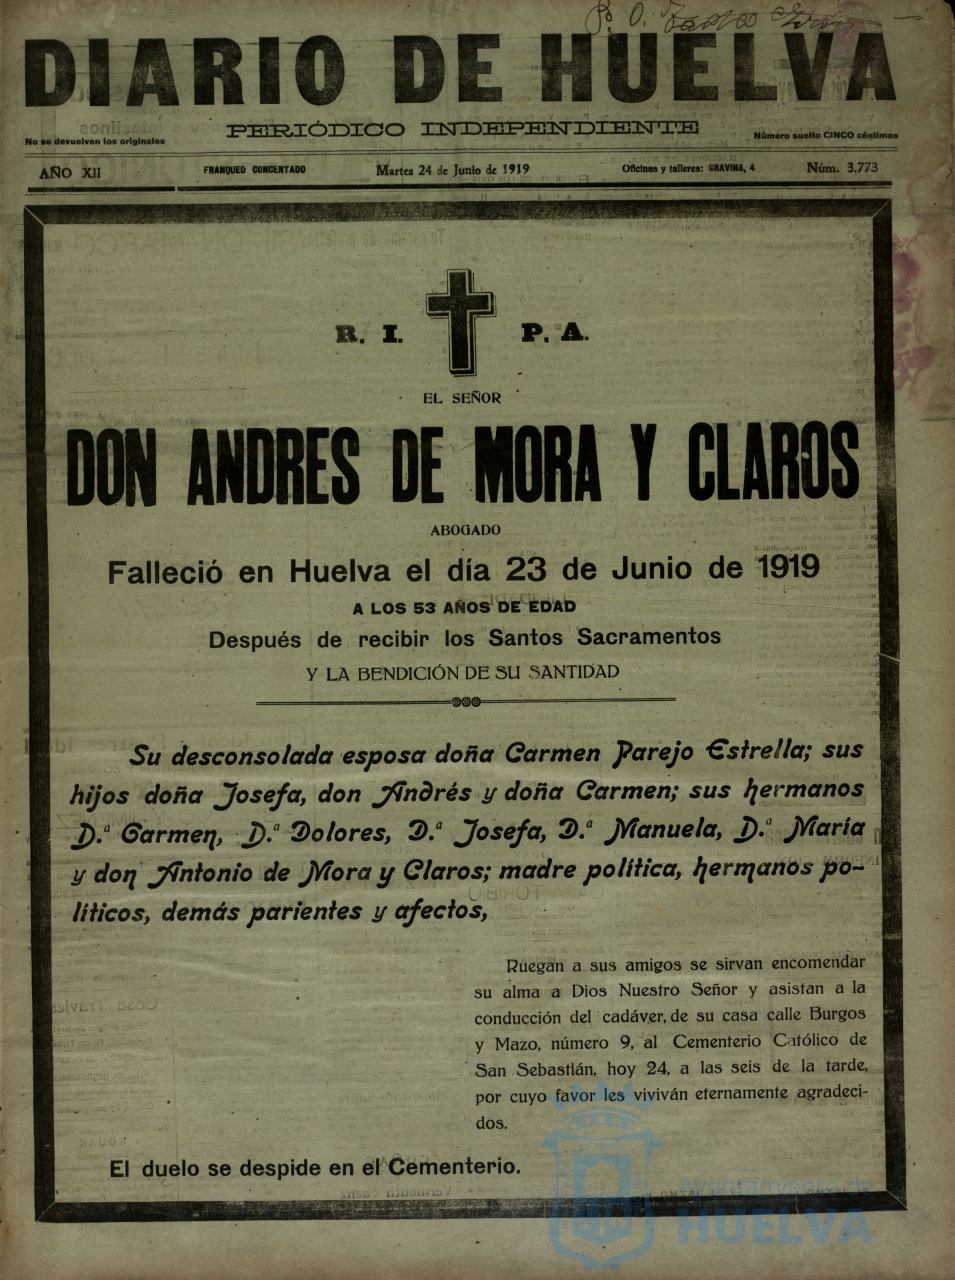 B. O.
DIARIO DE HUELVA
PERIÓDICO INDEPENDIENTE
No se devuelven los originales
Número suelto CINCO céntimos
AÑO XII FRANQUEO CONCERTADO Martes 24 de Junio de 1919 Oficinas y talleres: GRAVINA, 4 Núm. 3.773
R. I. P. A.
EL SEÑOR
DON ANDRES DE MORA Y CLAROS
ABOGADO
Falleció en Huelva el día 23 de Junio de 1919
A LOS 53 AÑOS DE EDAD
Después de recibir los Santos Sacramentos
Y LA BENDICIÓN DE SU SANTIDAD
Su desconsolada esposa doña Carmen Parejo Estrella; sus
hijos doña Josefa, don Andrés y doña Carmen; sus hermanos
D.ª Carmen, D.ª Dolores, D.ª Josefa, D.ª Manuela, D.ª María
y don Antonio de Mora y Claros; madre política, hermanos po-
líticos, demás parientes y afectos,
Ruegan a sus amigos se sirvan encomendar
su alma a Dios Nuestro Señor y asistan a la
conducción del cadáver, de su casa calle Burgos
y Mazo, número 9, al Cementerio Católico de
San Sebastián, hoy 24, a las seis de la tarde,
por cuyo favor les viviván eternamente agradeci-
dos.
El duelo se despide en el Cementerio.
HUELVA